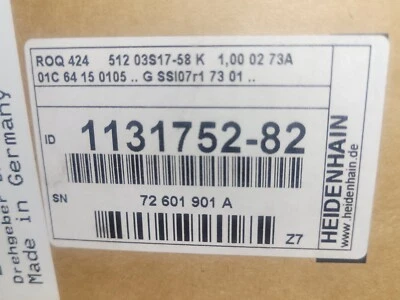 ROQ 424 512 03S17-58 K 1,00 02 73A
01C 64 15 0105 .. G SSI07r1 73 01 ..
ID 1131752-82
SN 72 601 901 A
Z7
HEIDENHAIN
www.heidenhain.de
Drehgeber
Made in Germany